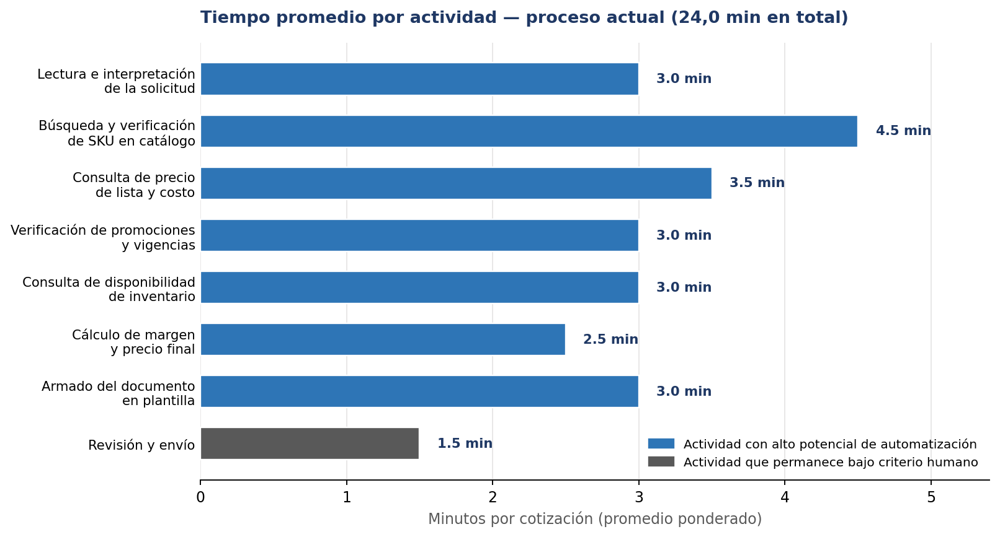 Tiempo promedio por actividad — proceso actual (24,0 min en total)
Lectura e interpretación
de la solicitud
3.0 min
Búsqueda y verificación
de SKU en catálogo
4.5 min
Consulta de precio
de lista y costo
3.5 min
Verificación de promociones
y vigencias
3.0 min
Consulta de disponibilidad
de inventario
3.0 min
Cálculo de margen
y precio final
2.5 min
Armado del documento
en plantilla
3.0 min
Revisión y envío
1.5 min
Actividad con alto potencial de automatización
Actividad que permanece bajo criterio humano
0 1 2 3 4 5
Minutos por cotización (promedio ponderado)